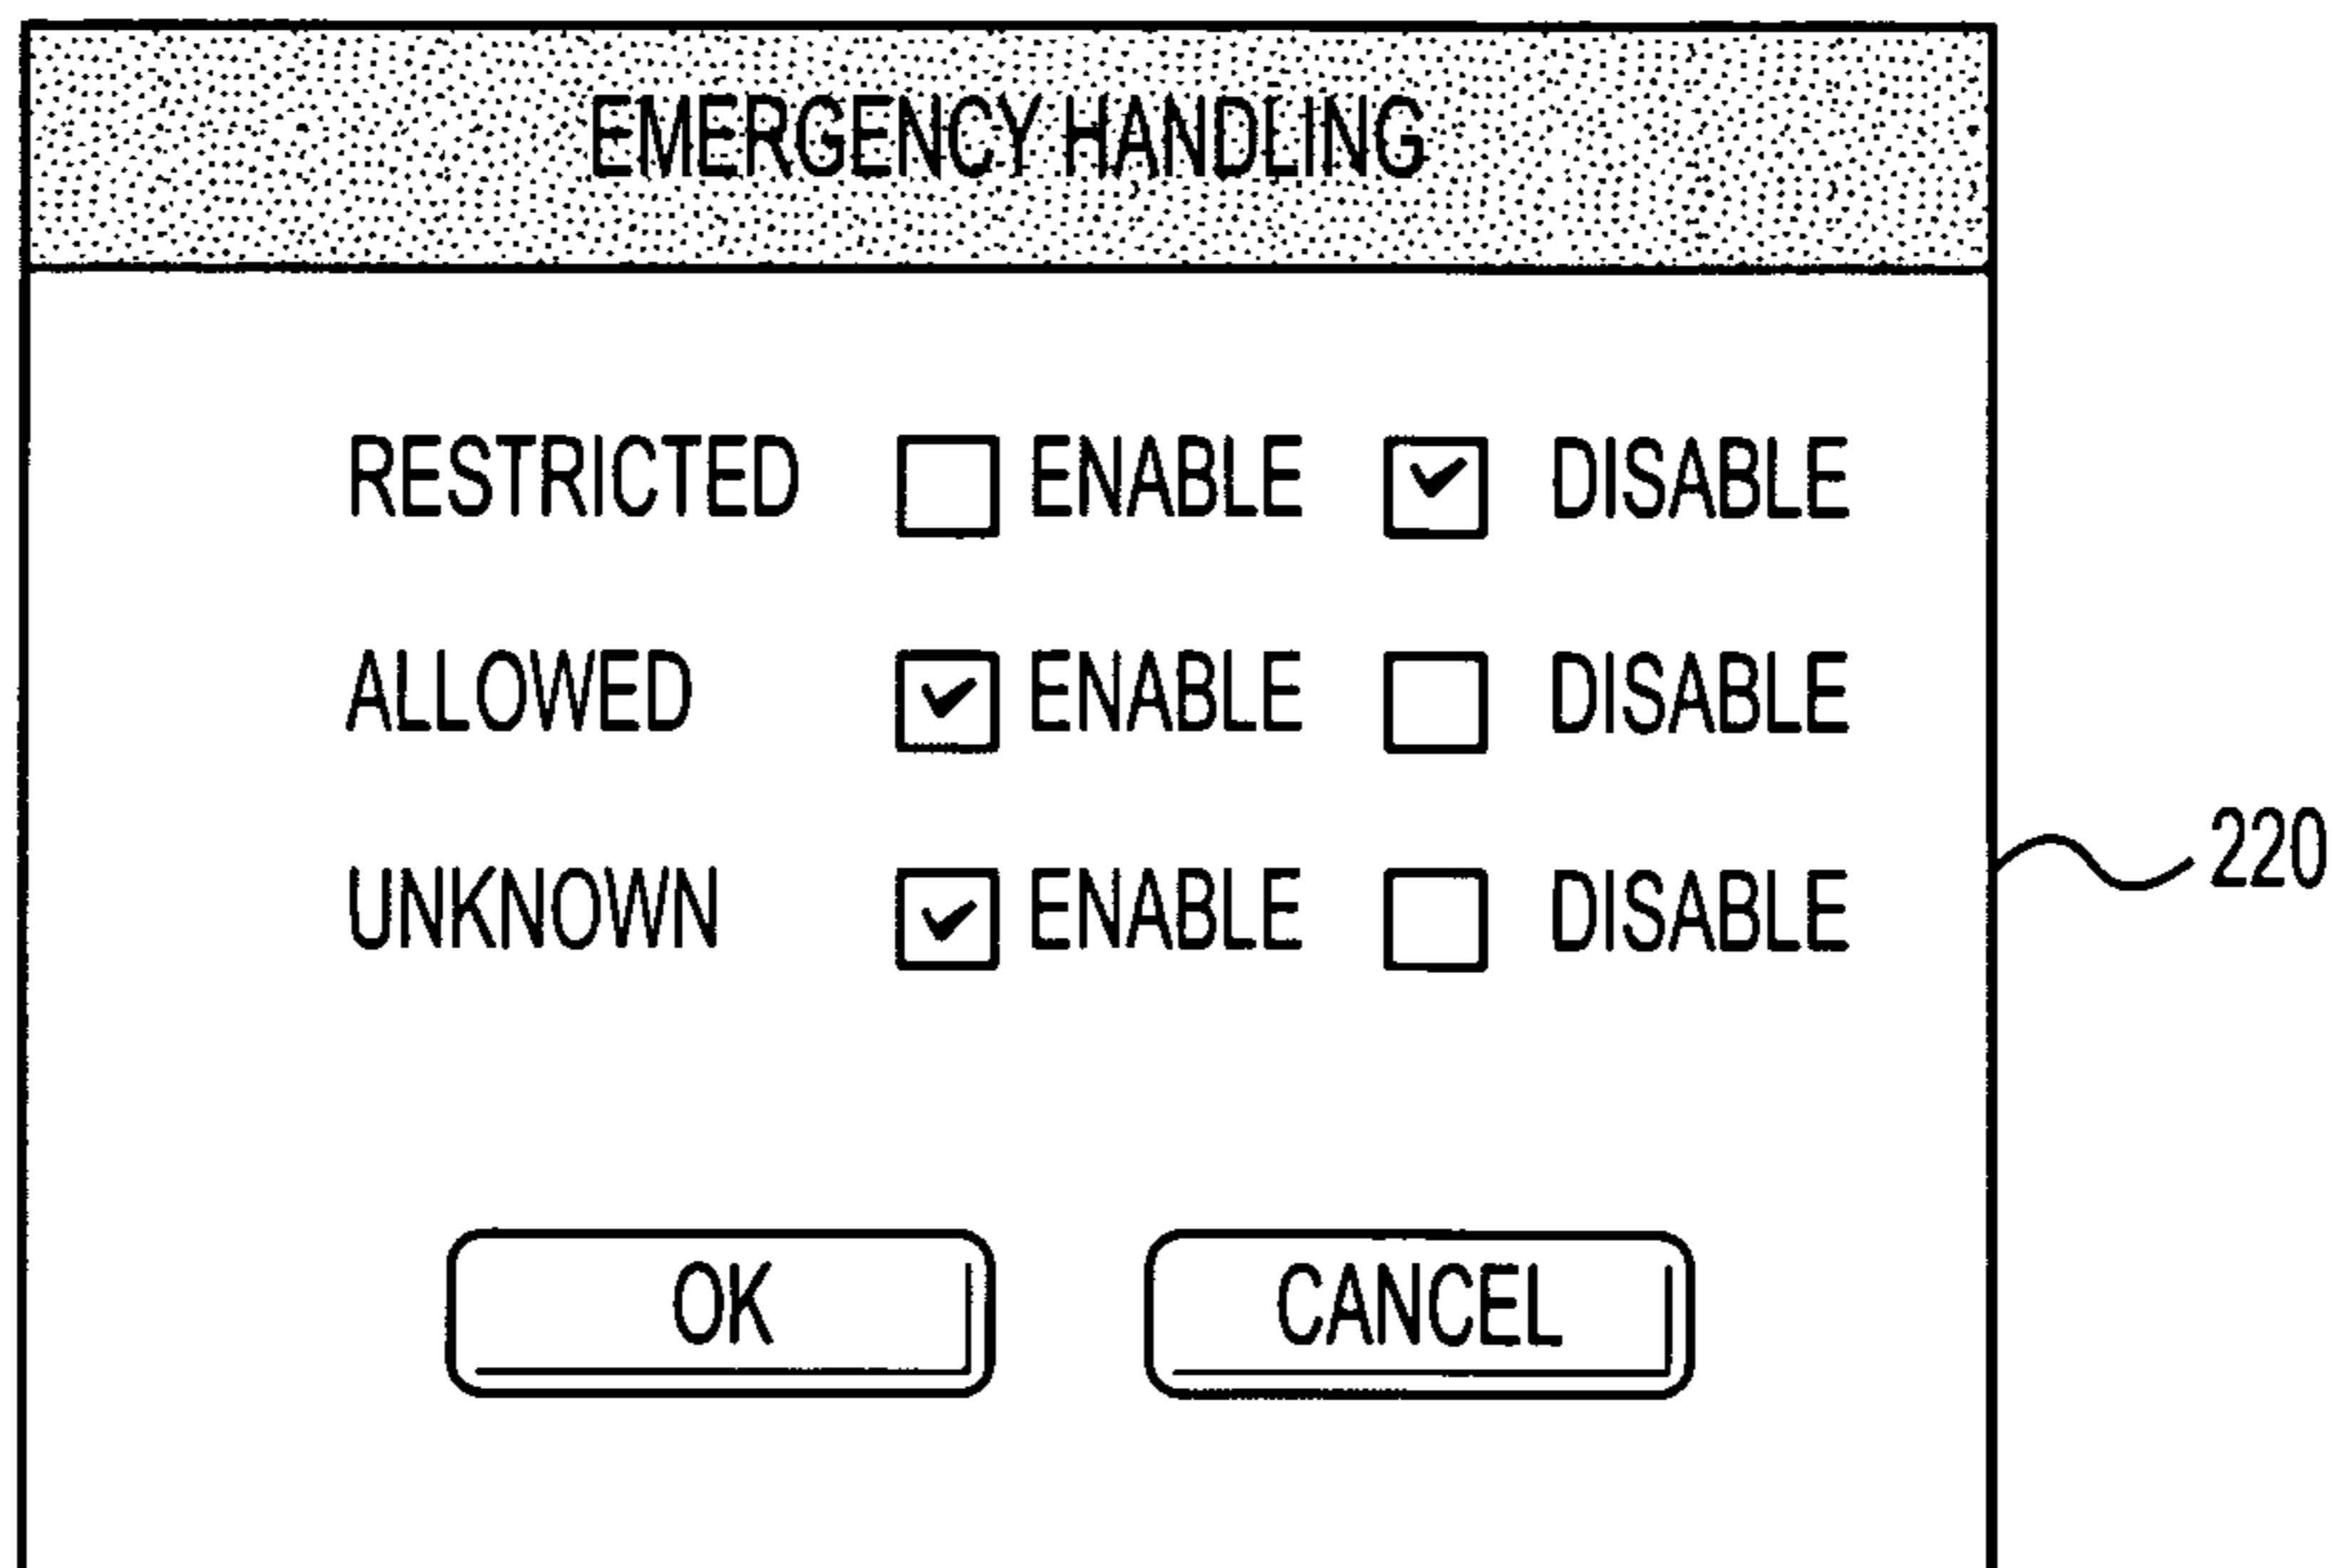 EMERGENCY HANDLING
RESTRICTED ENABLE DISABLE
ALLOWED ENABLE DISABLE
UNKNOWN ENABLE DISABLE
220
OK CANCEL